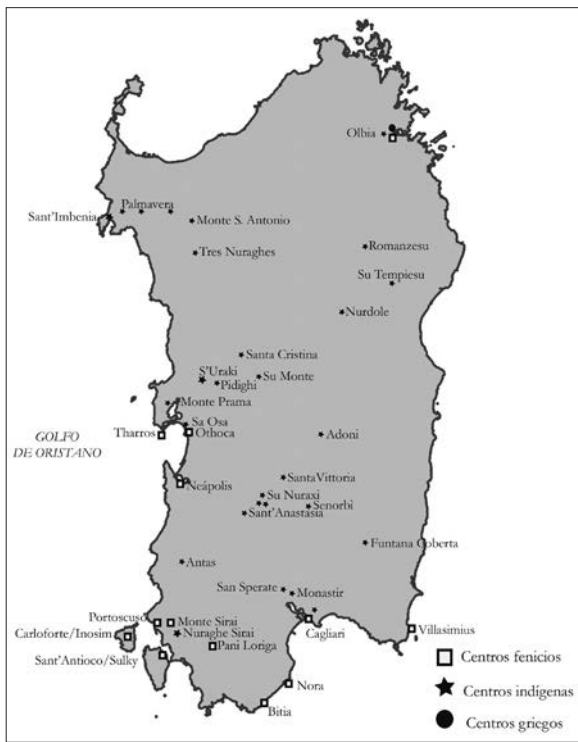 Olbia
Palmavera
Sant'Imbenia
Monte S. Antonio
Romanzesu
Tres Nuraghes
Su Tempiesu
Nurdole
Santa Cristina
S'Uraki
Su Monte
Pidighi
Monte Prama
Sa Osa
Tharros
Othoca
Adoni
GOLFO
DE ORISTANO
SantaVittoria
Neápolis
Su Nuraxi
Senorbì
Sant'Anastasia
Funtana Coberta
Antas
San Sperate
Monastir
Portoscuso
Monte Sirai
Cagliari
Villasimius
Carloforte/Inosim
Nuraghe Sirai
Pani Loriga
Sant'Antioco/Sulky
Nora
Bitia
Centros fenicios
Centros indígenas
Centros griegos